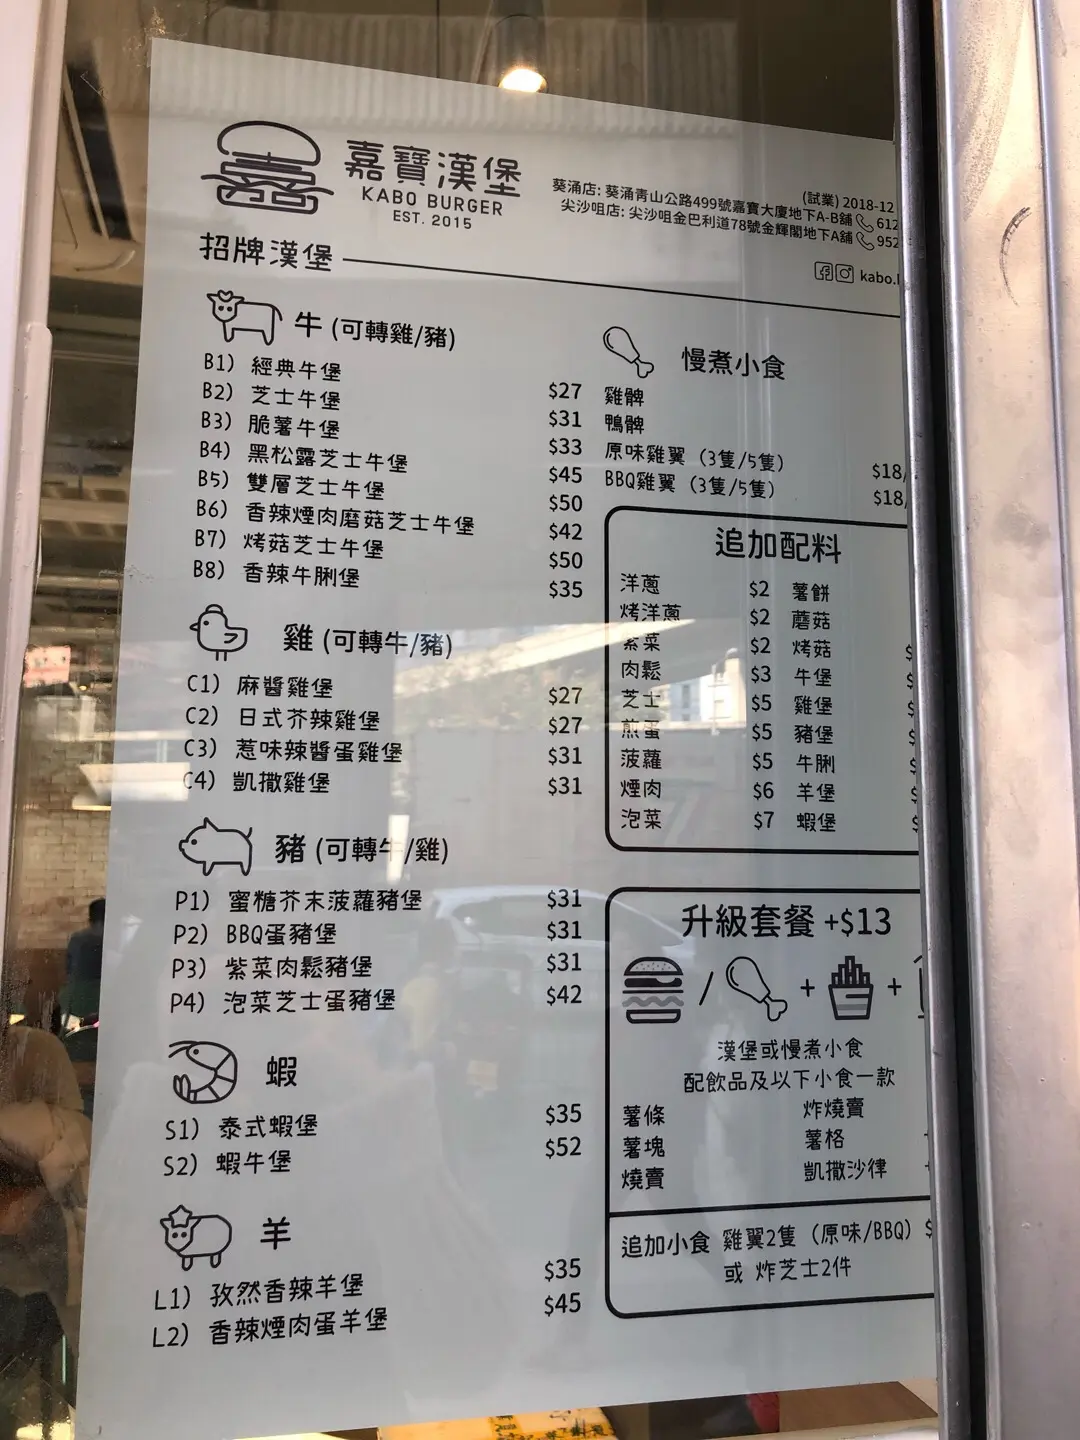 嘉寶漢堡
KABO BURGER
EST. 2015
(試業) 2018-12
葵涌店: 葵涌青山公路499號嘉寶大廈地下A-B舖 612
尖沙咀店: 尖沙咀金巴利道78號金輝閣地下A舖 952
kabo.
招牌漢堡
牛 (可轉雞/豬)
B1) 經典牛堡 $27
B2) 芝士牛堡 $31
B3) 脆薯牛堡 $33
B4) 黑松露芝士牛堡 $45
B5) 雙層芝士牛堡 $50
B6) 香辣煙肉磨菇芝士牛堡 $42
B7) 烤菇芝士牛堡 $50
B8) 香辣牛脷堡 $35
雞 (可轉牛/豬)
C1) 麻醬雞堡 $27
C2) 日式芥辣雞堡 $27
C3) 惹味辣醬蛋雞堡 $31
C4) 凱撒雞堡 $31
豬 (可轉牛/雞)
P1) 蜜糖芥末菠蘿豬堡 $31
P2) BBQ蛋豬堡 $31
P3) 紫菜肉鬆豬堡 $31
P4) 泡菜芝士蛋豬堡 $42
蝦
S1) 泰式蝦堡 $35
S2) 蝦牛堡 $52
羊
L1) 孜然香辣羊堡 $35
L2) 香辣煙肉蛋羊堡 $45
慢煮小食
雞髀
鴨髀
原味雞翼 (3隻/5隻) $18/
BBQ雞翼 (3隻/5隻) $18/
追加配料
洋蔥 $2 薯餅
烤洋蔥 $2 蘑菇
紫菜 $2 烤菇 $
肉鬆 $3 牛堡 $
芝士 $5 雞堡 $
煎蛋 $5 豬堡 $
菠蘿 $5 牛脷 $
煙肉 $6 羊堡 $
泡菜 $7 蝦堡 $
升級套餐 +$13
/ + +
漢堡或慢煮小食
配飲品及以下小食一款
薯條 炸燒賣
薯塊 薯格 +
燒賣 凱撒沙律 +
追加小食 雞翼2隻 (原味/BBQ) $
或 炸芝士2件